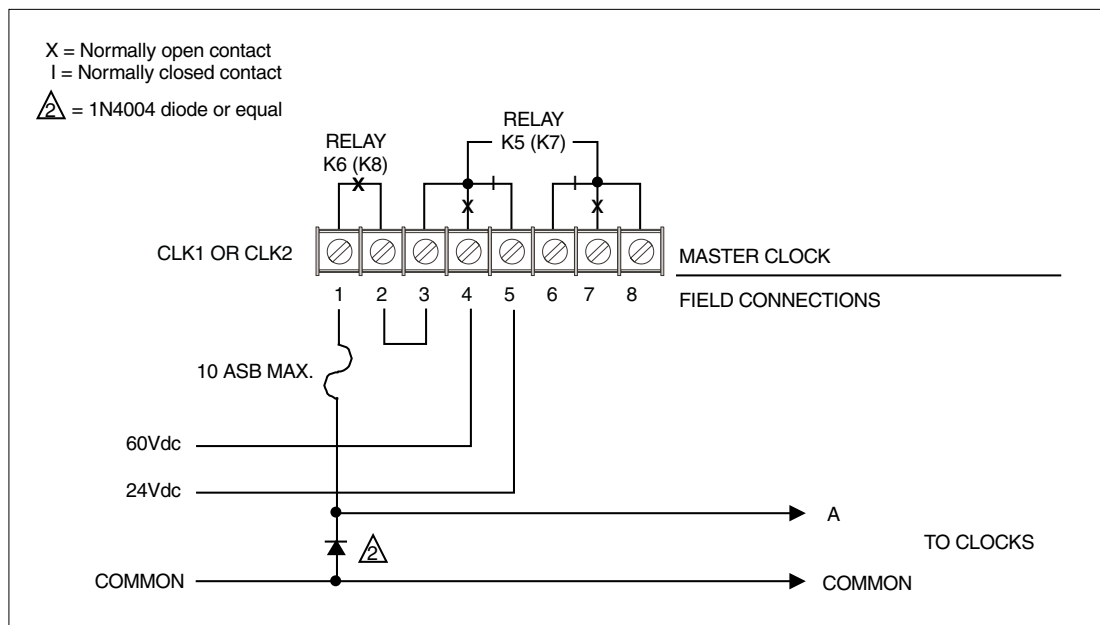 X = Normally open contact
I = Normally closed contact
2 = 1N4004 diode or equal
RELAY
K5 (K7)
RELAY
K6 (K8)
X
X
X
CLK1 OR CLK2
MASTER CLOCK
1 2 3 4 5 6 7 8
FIELD CONNECTIONS
10 ASB MAX.
60Vdc
24Vdc
A
2
TO CLOCKS
COMMON
COMMON